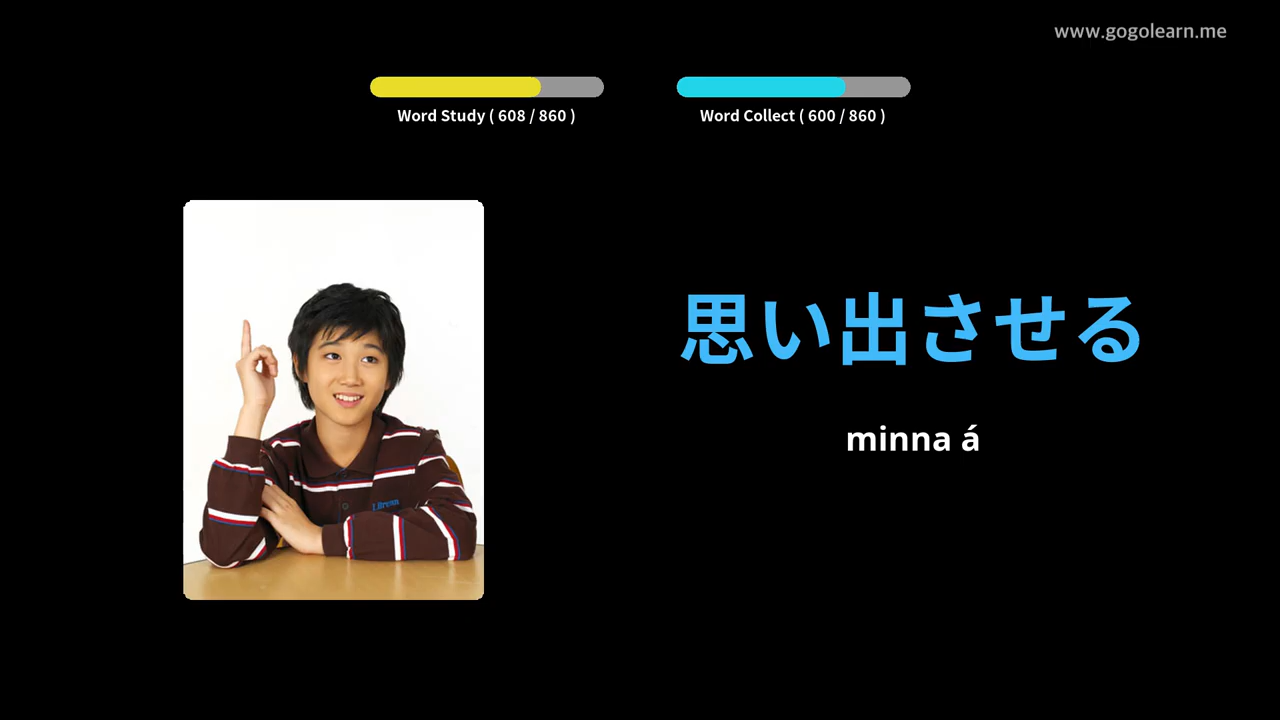 www.gogolearn.me
Word Study ( 608 / 860 )
Word Collect ( 600 / 860 )
思い出させる
minna á